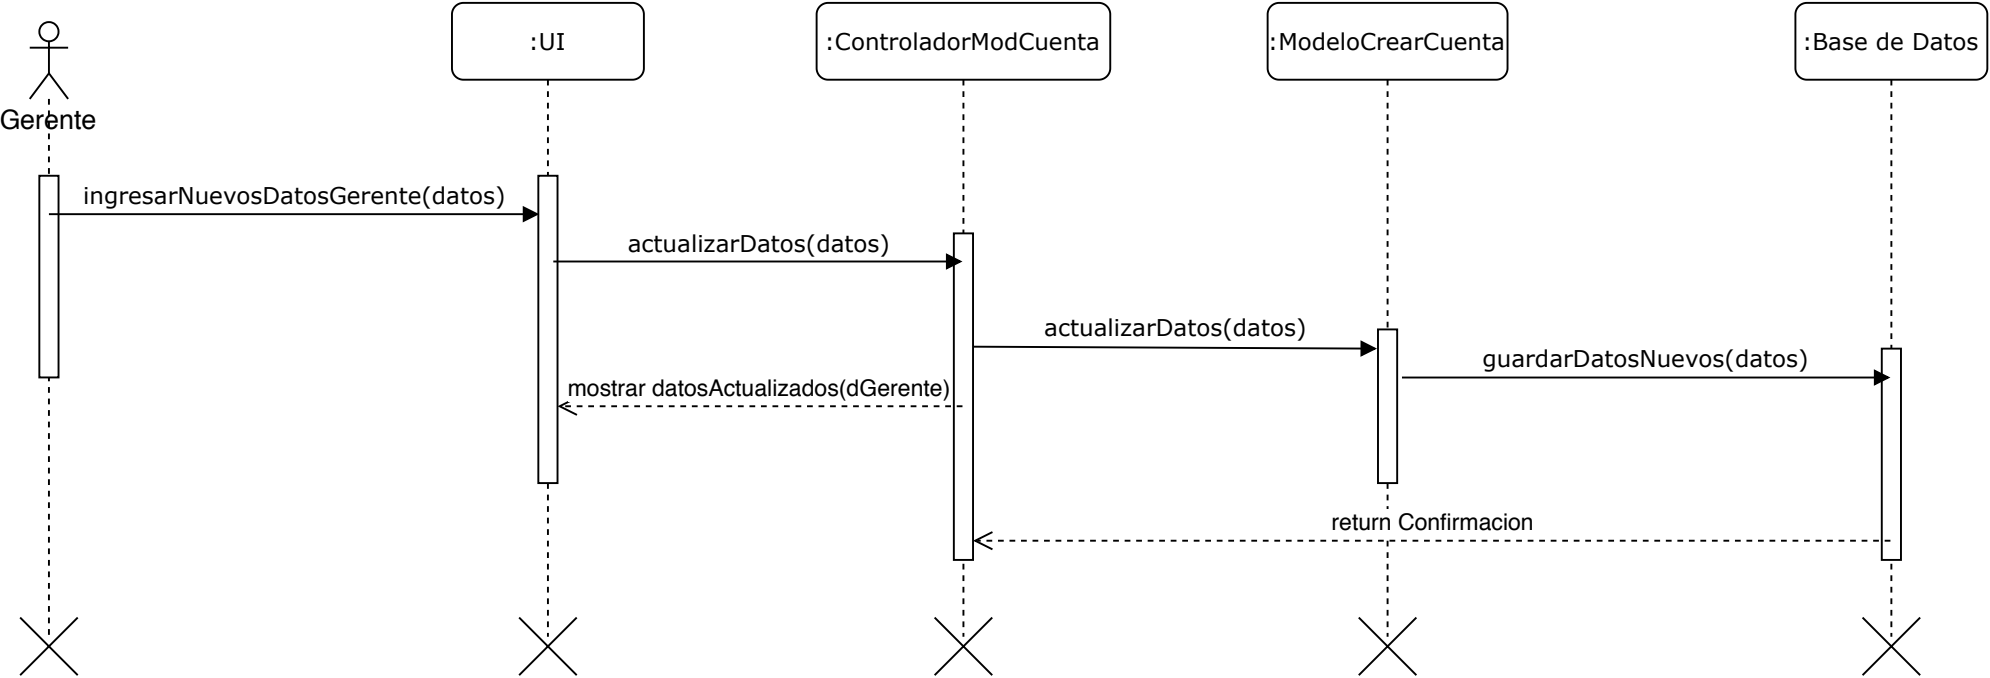 :UI
:ControladorModCuenta
:ModeloCrearCuenta
:Base de Datos
Gerente
ingresarNuevosDatosGerente(datos)
actualizarDatos(datos)
actualizarDatos(datos)
guardarDatosNuevos(datos)
mostrar datosActualizados(dGerente)
return Confirmacion